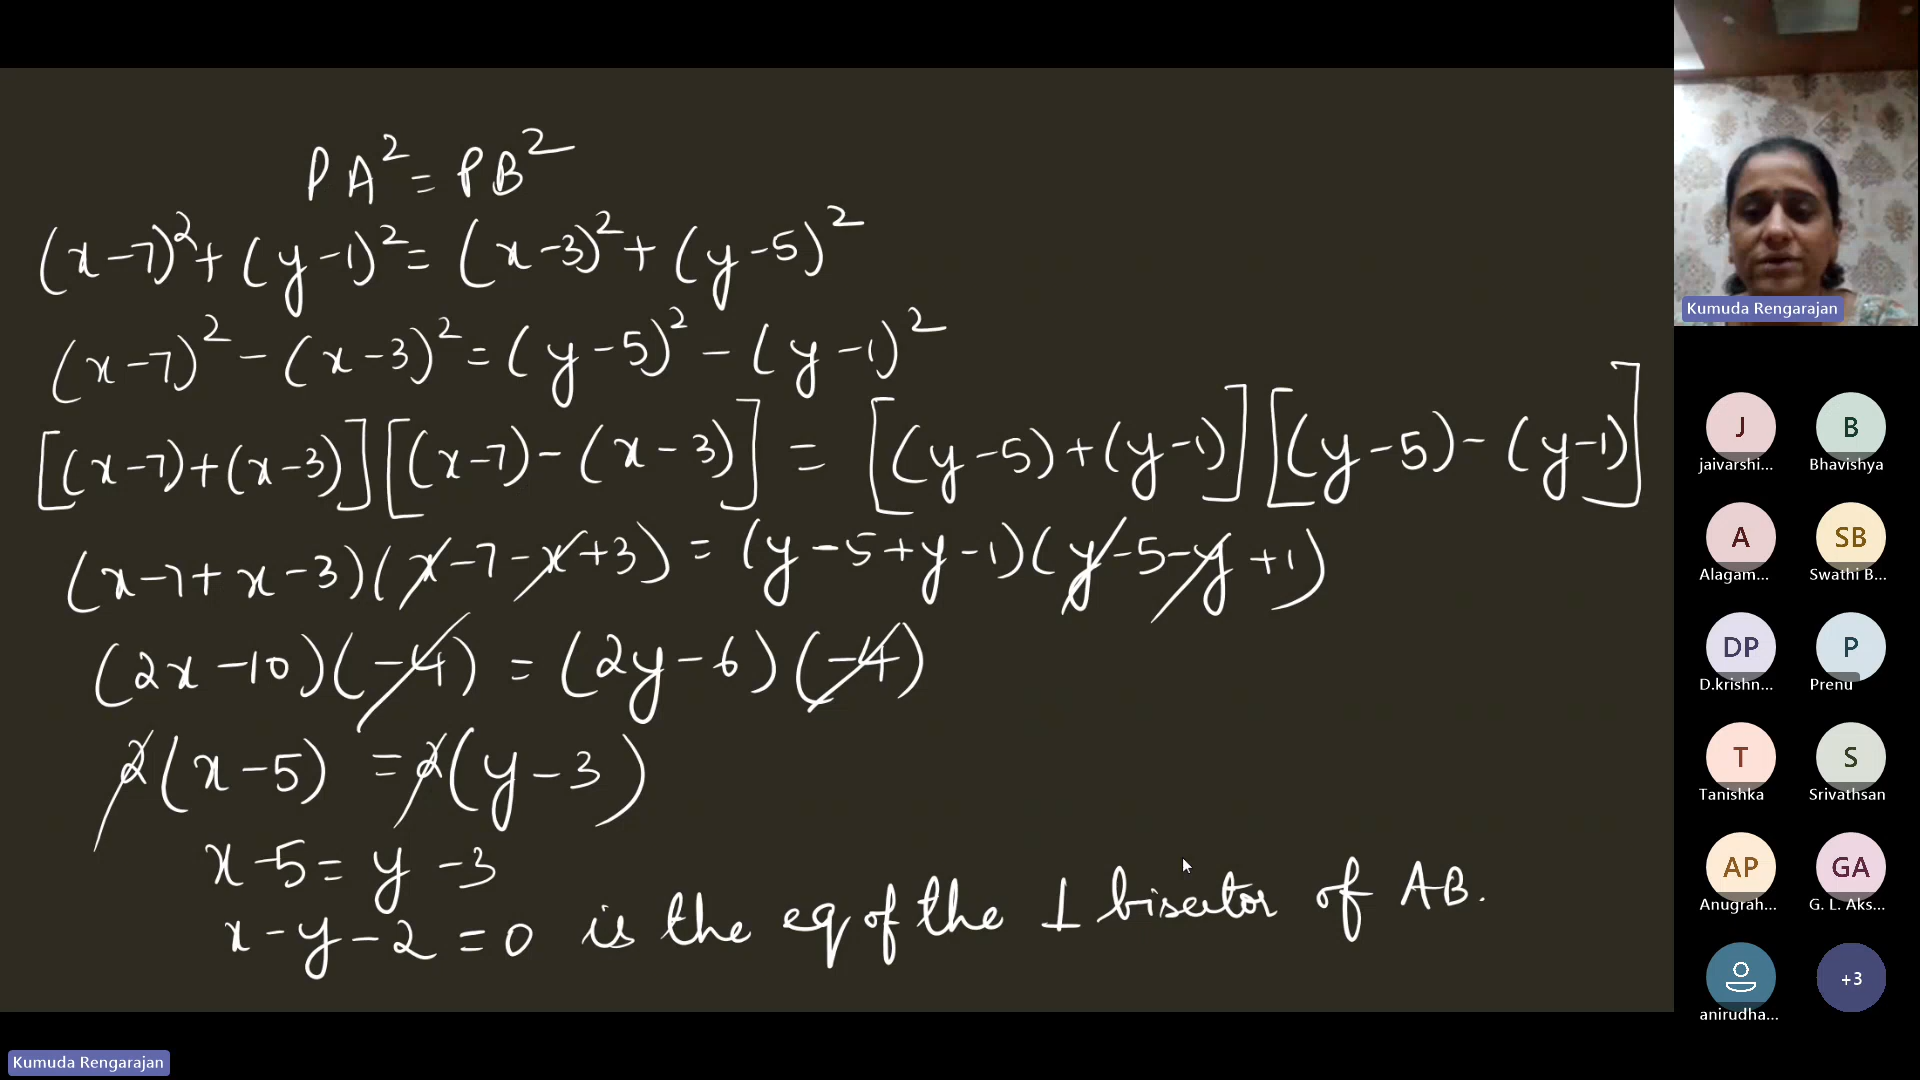 PA² = PB²
(x-7)² + (y-1)² = (x-3)² + (y-5)²
(x-7)² - (x-3)² = (y-5)² - (y-1)²
[(x-7)+(x-3)] [(x-7)-(x-3)] = [(y-5)+(y-1)] [(y-5)-(y-1)]
(x-7+x-3)(x-7-x+3) = (y-5+y-1)(y-5-y+1)
(2x-10)(-4) = (2y-6)(-4)
2(x-5) = 2(y-3)
x-5 = y-3
x-y-2 = 0 is the eq of the ⊥ bisector of AB.
Kumuda Rengarajan
J
jaivarshi...
B
Bhavishya
A
Alagam...
SB
Swathi B...
DP
D.krishn...
P
Prenu
T
Tanishka
S
Srivathsan
AP
Anugrah...
GA
G. L. Aks...
anirudha...
+3
Kumuda Rengarajan